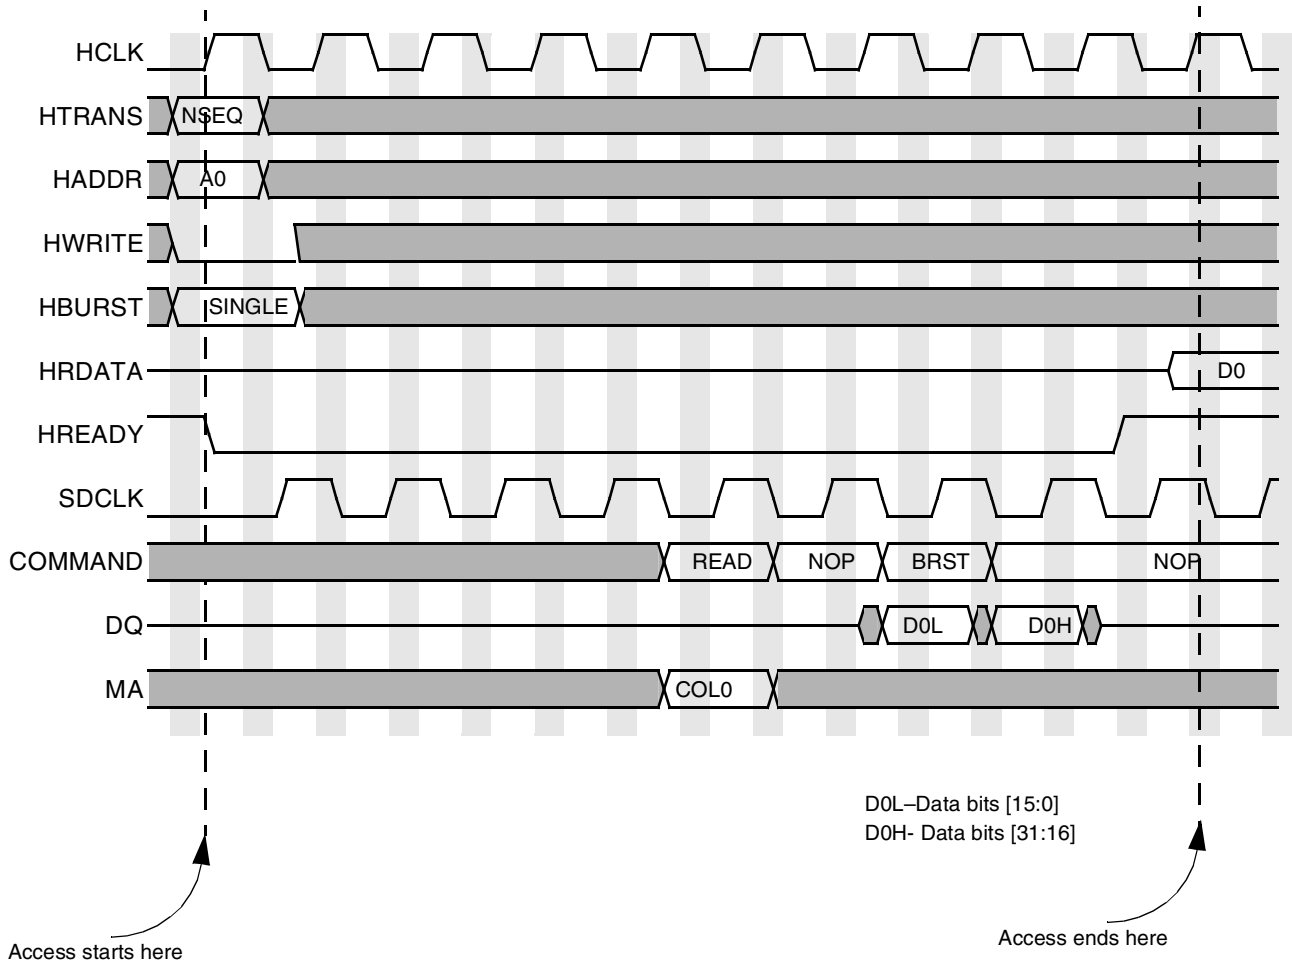 HCLK
HTRANS NSEQ
HADDR A0
HWRITE
HBURST SINGLE
HRDATA D0
HREADY
SDCLK
COMMAND READ NOP BRST NOP
DQ D0L D0H
MA COL0
D0L–Data bits [15:0]
D0H- Data bits [31:16]
Access starts here
Access ends here